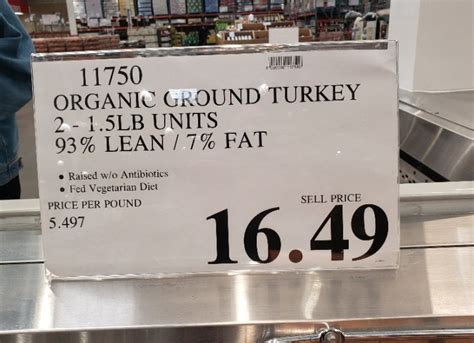 11750
ORGANIC GROUND TURKEY
2 - 1.5LB UNITS
93% LEAN / 7% FAT
• Raised w/o Antibiotics
• Fed Vegetarian Diet
PRICE PER POUND
5.497
SELL PRICE
16.49